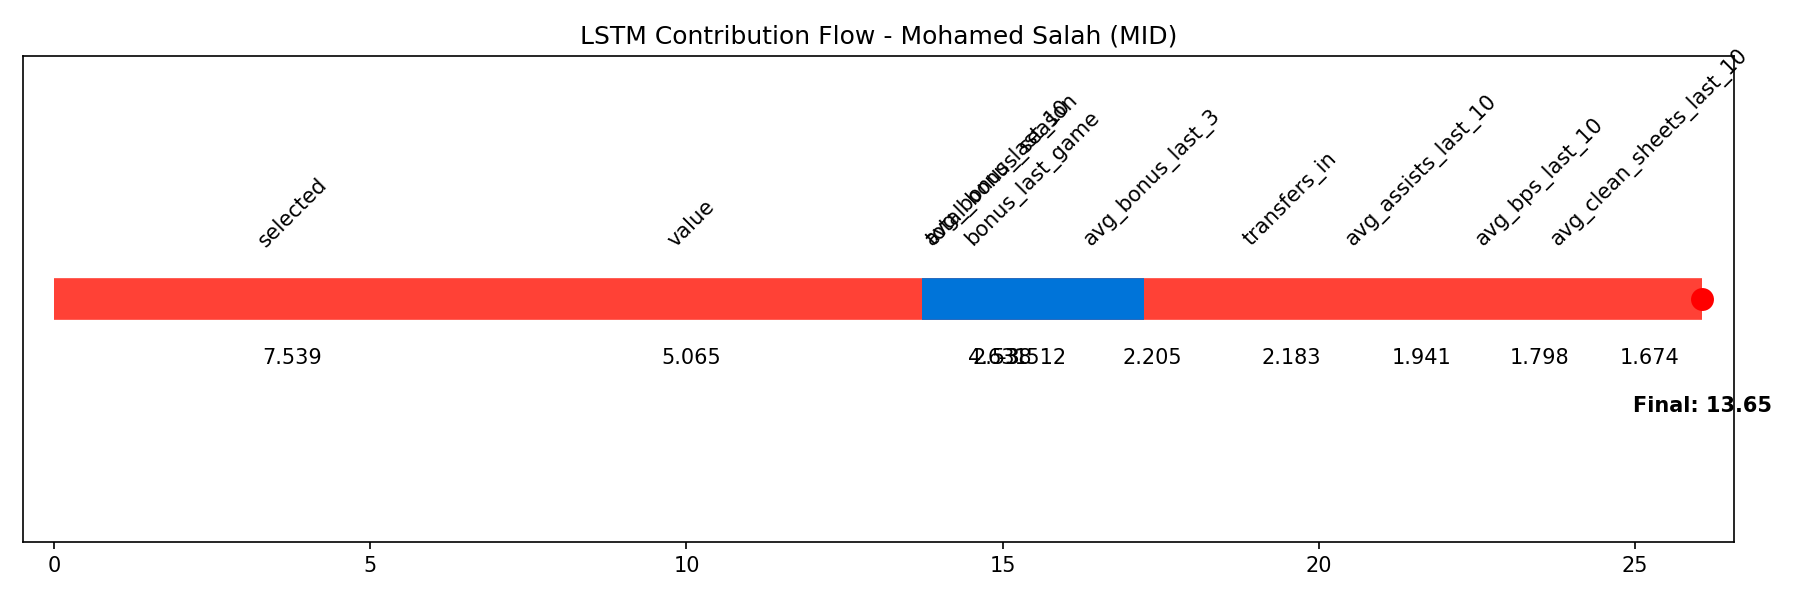 LSTM Contribution Flow - Mohamed Salah (MID)
selected
value
bonus_last_game
avg_bonus_last_3
transfers_in
avg_assists_last_10
avg_bps_last_10
avg_clean_sheets_last_10
7.539
5.065
2.205
2.183
1.941
1.798
1.674
Final: 13.65
0 5 10 15 20 25